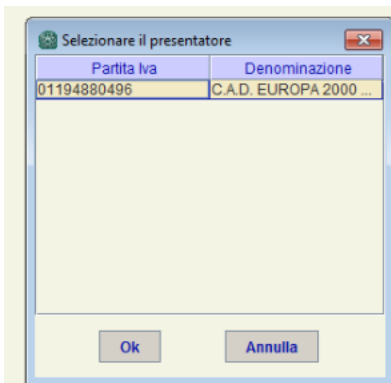 Selezionare il presentatore
Partita Iva Denominazione
01194880496 C.A.D. EUROPA 2000 ...
Ok Annulla